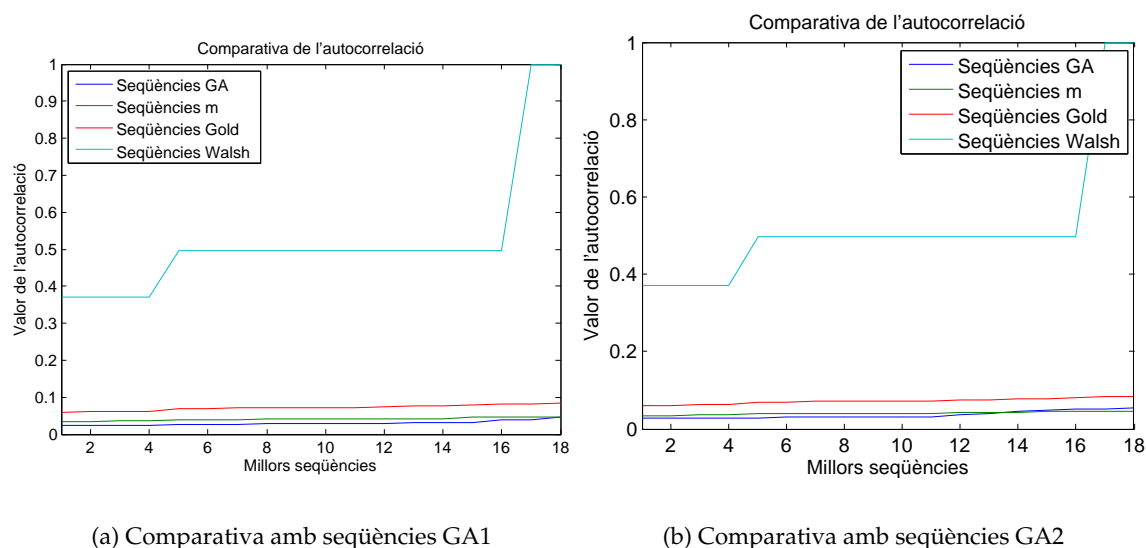 Comparativa de l'autocorrelació
1
0.9
0.8
0.7
0.6
0.5
0.4
0.3
0.2
0.1
0
Valor de l'autocorrelació
Seqüències GA
Seqüències m
Seqüències Gold
Seqüències Walsh
2 4 6 8 10 12 14 16 18
Millors seqüències
(a) Comparativa amb seqüències GA1
Comparativa de l'autocorrelació
1
0.8
0.6
0.4
0.2
0
Valor de l'autocorrelació
Seqüències GA
Seqüències m
Seqüències Gold
Seqüències Walsh
2 4 6 8 10 12 14 16 18
Millors seqüències
(b) Comparativa amb seqüències GA2